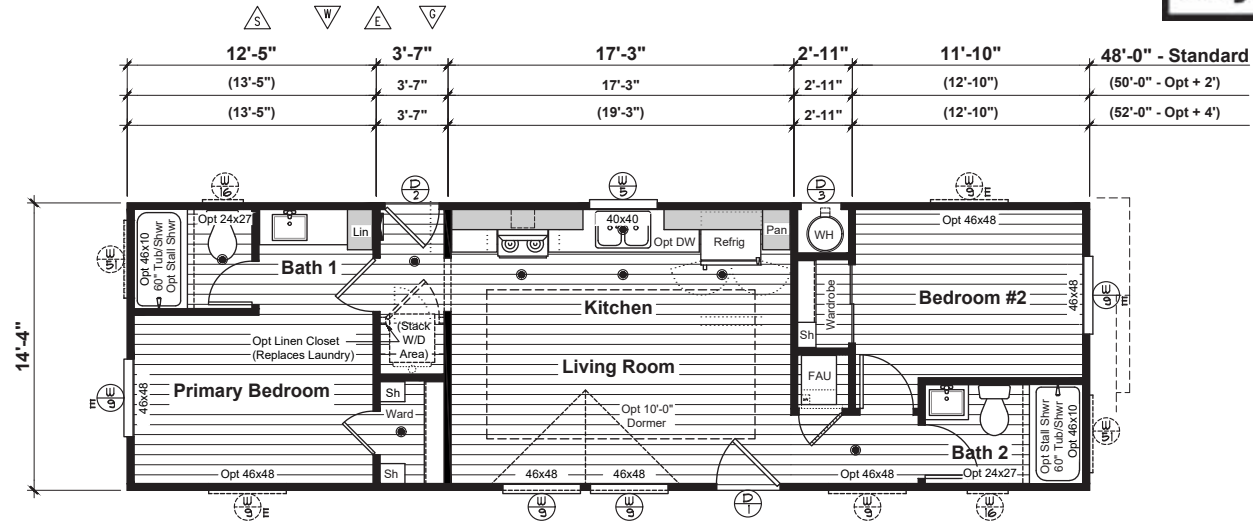 S W E G
12'-5" 3'-7" 17'-3" 2'-11" 11'-10" 48'-0" - Standard
(13'-5") 3'-7" 17'-3" 2'-11" (12'-10") (50'-0" - Opt + 2')
(13'-5") 3'-7" (19'-3") 2'-11" (12'-10") (52'-0" - Opt + 4')
W 16
D 2
W 5
D 3
W 9 E
14'-4"
Opt 46x10
60" Tub/Shwr
Opt Stall Shwr
Opt 24x27
Lin
Bath 1
40x40
Opt DW
Refrig
Pan
WH
Opt 46x48
W 15
Kitchen
Wardrobe
Sh
Bedroom #2
46x48
W 9 E
Opt Linen Closet
(Replaces Laundry)
(Stack
W/D
Area)
Living Room
FAU
Primary Bedroom
46x48
W 9 E
Sh
Ward
Sh
Opt 10'-0"
Dormer
Opt Stall Shwr
60" Tub/Shwr
Opt 46x10
W 15
Bath 2
Opt 46x48
46x48
46x48
Opt 46x48
Opt 24x27
W 9 E
W 9
W 9
D 1
W 9
W 16